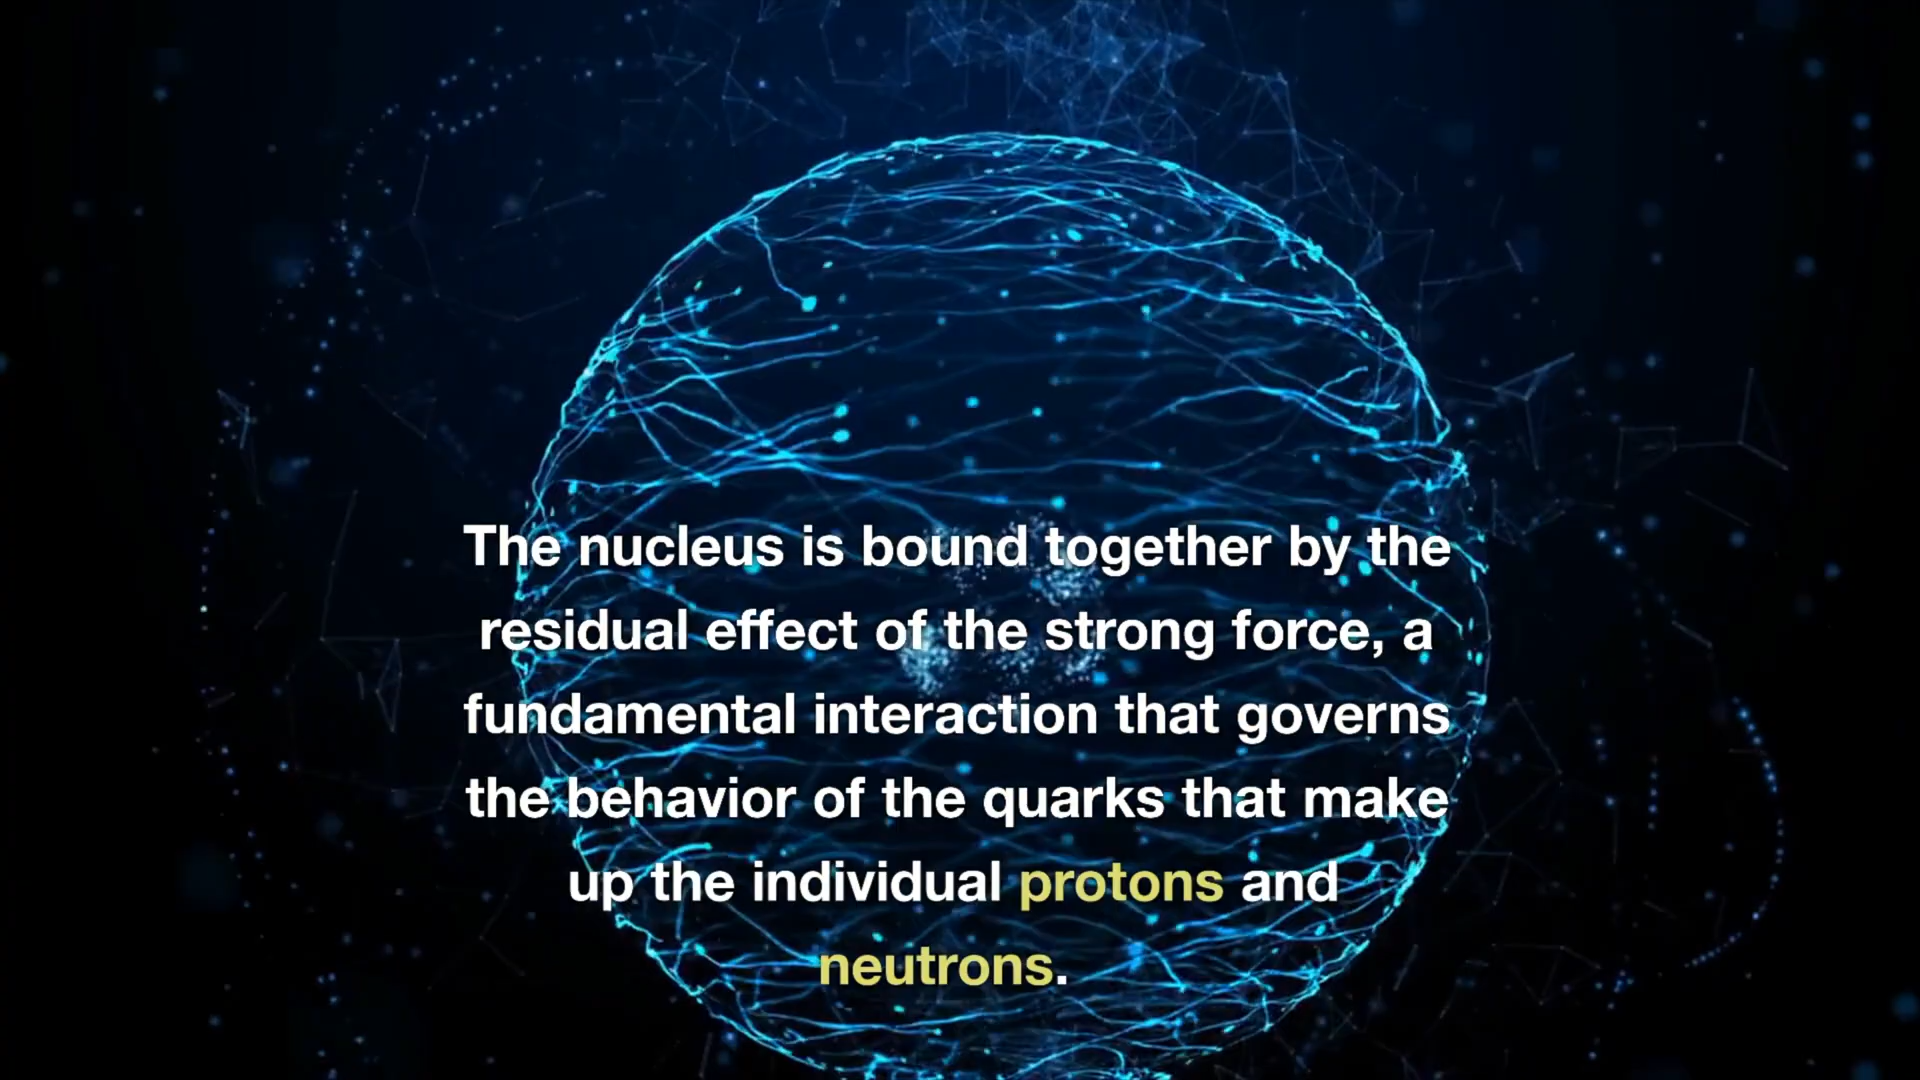 The nucleus is bound together by the
residual effect of the strong force, a
fundamental interaction that governs
the behavior of the quarks that make
up the individual protons and
neutrons.